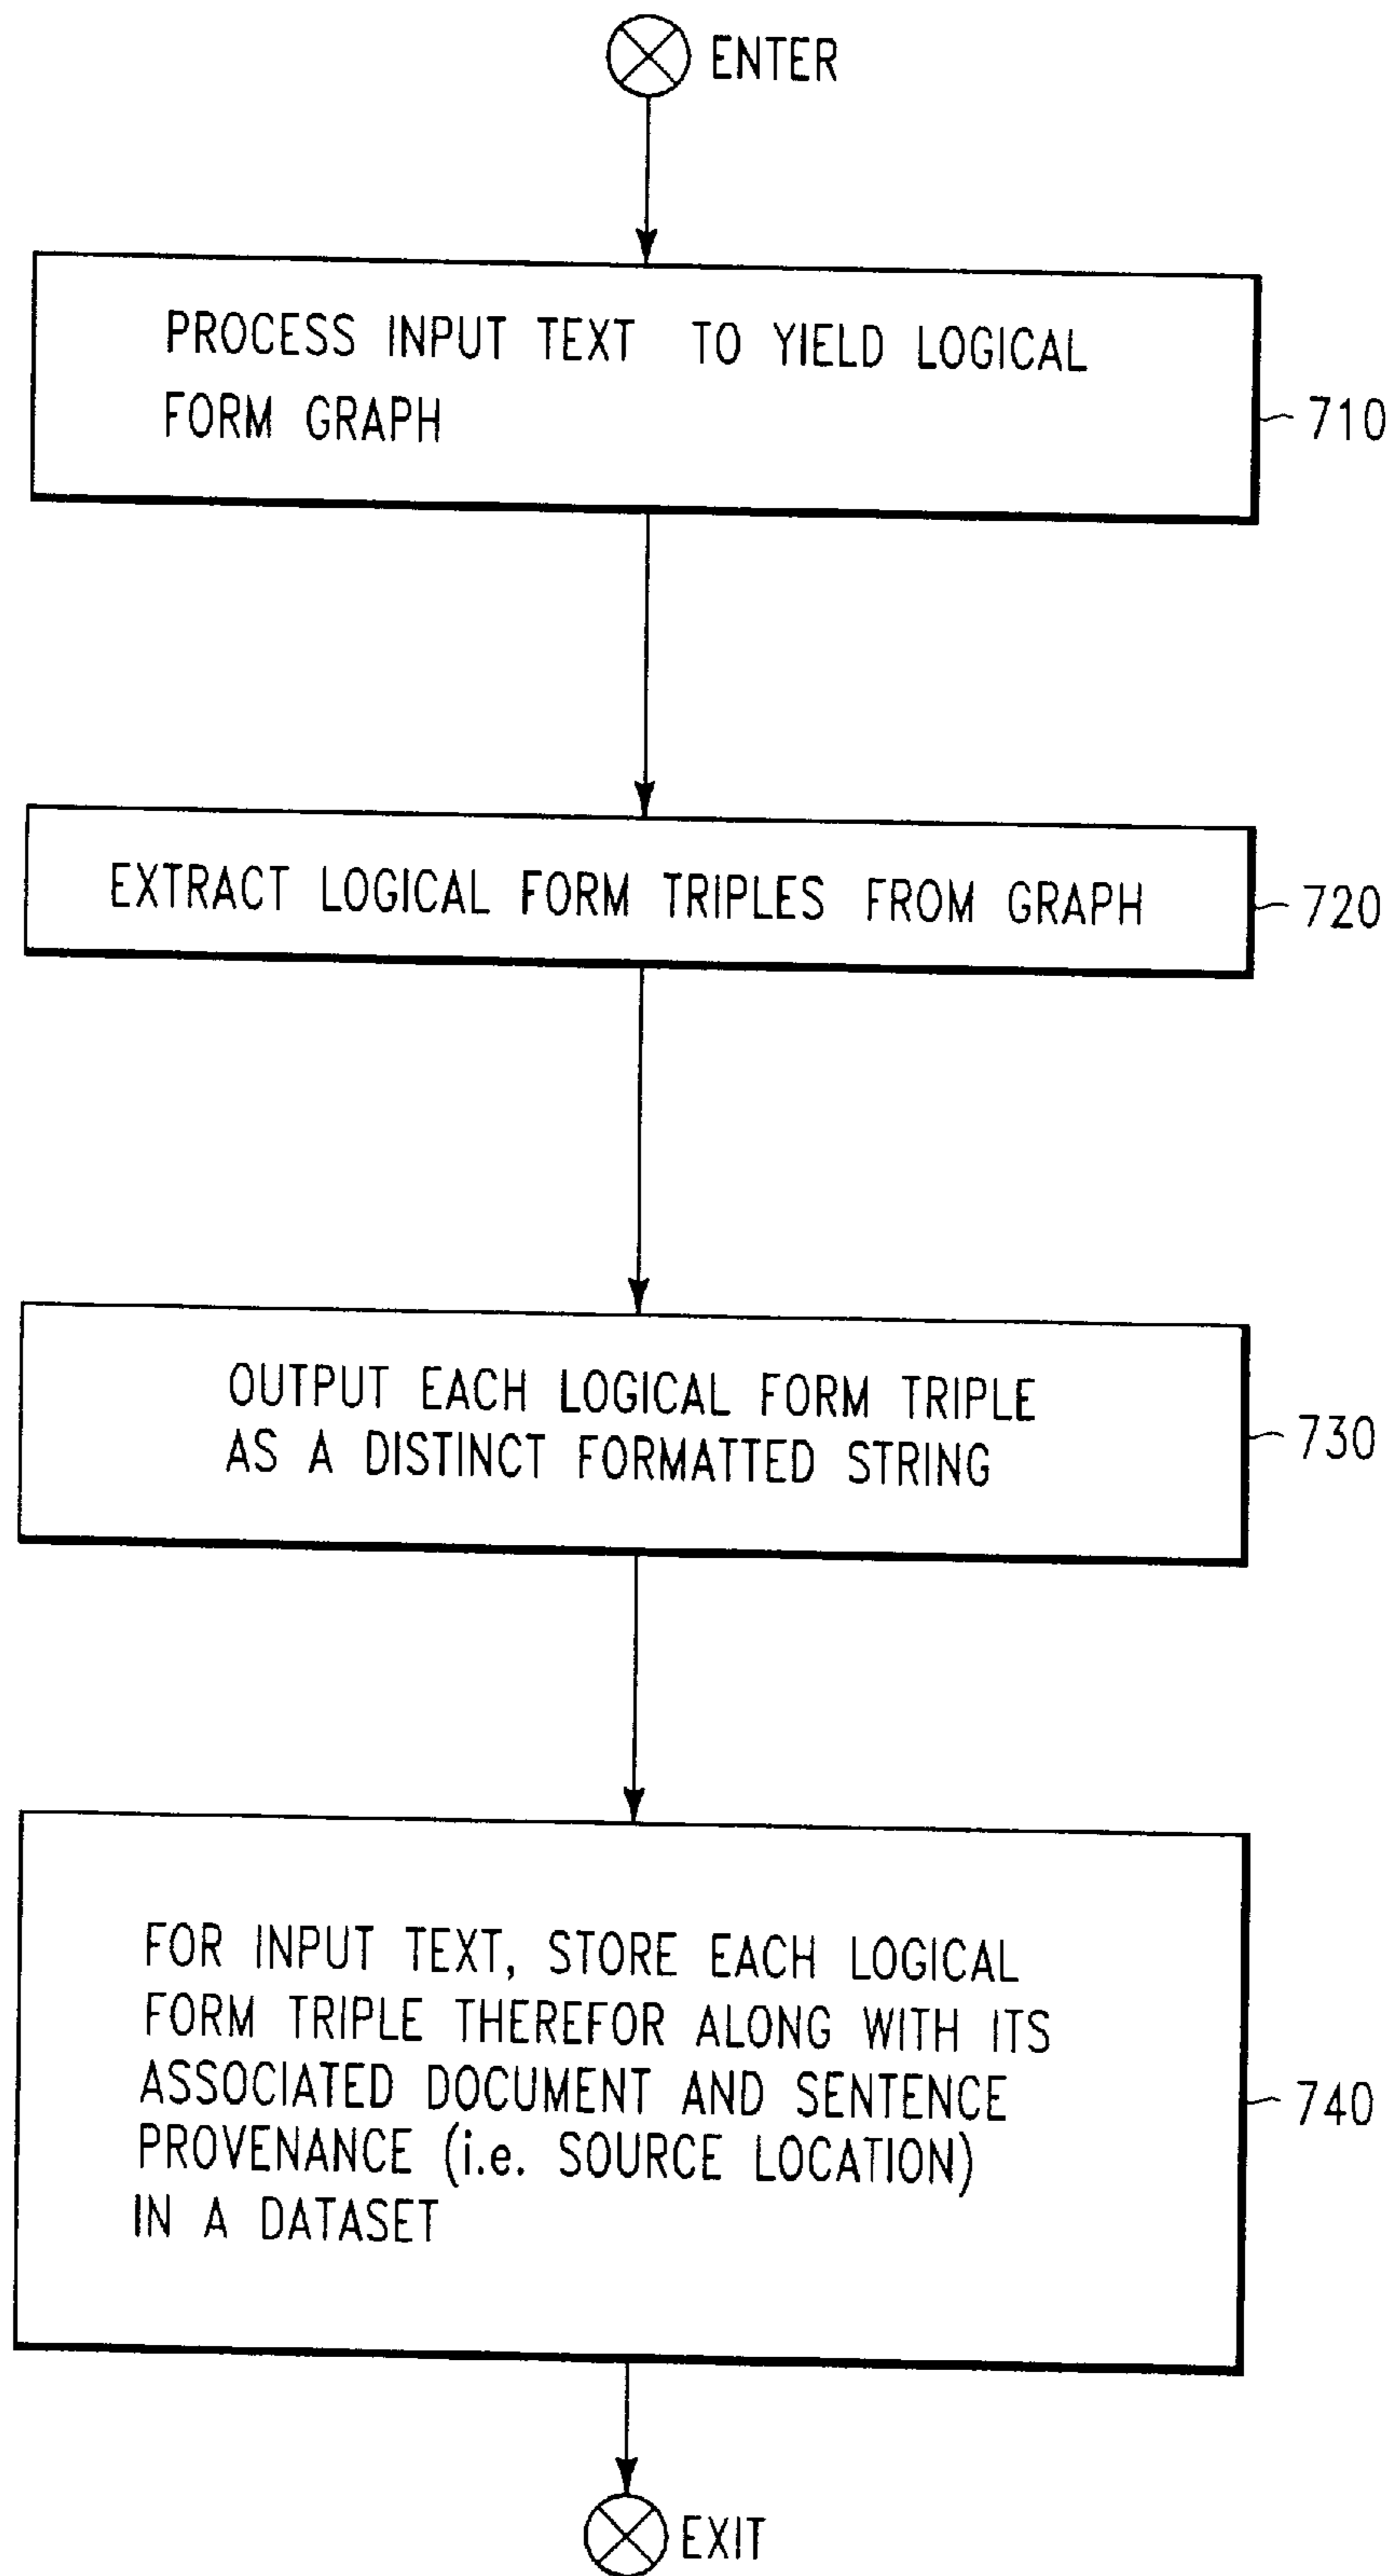 ENTER
PROCESS INPUT TEXT TO YIELD LOGICAL
FORM GRAPH
710
EXTRACT LOGICAL FORM TRIPLES FROM GRAPH
720
OUTPUT EACH LOGICAL FORM TRIPLE
AS A DISTINCT FORMATTED STRING
730
FOR INPUT TEXT, STORE EACH LOGICAL
FORM TRIPLE THEREFOR ALONG WITH ITS
ASSOCIATED DOCUMENT AND SENTENCE
PROVENANCE (i.e. SOURCE LOCATION)
IN A DATASET
740
EXIT